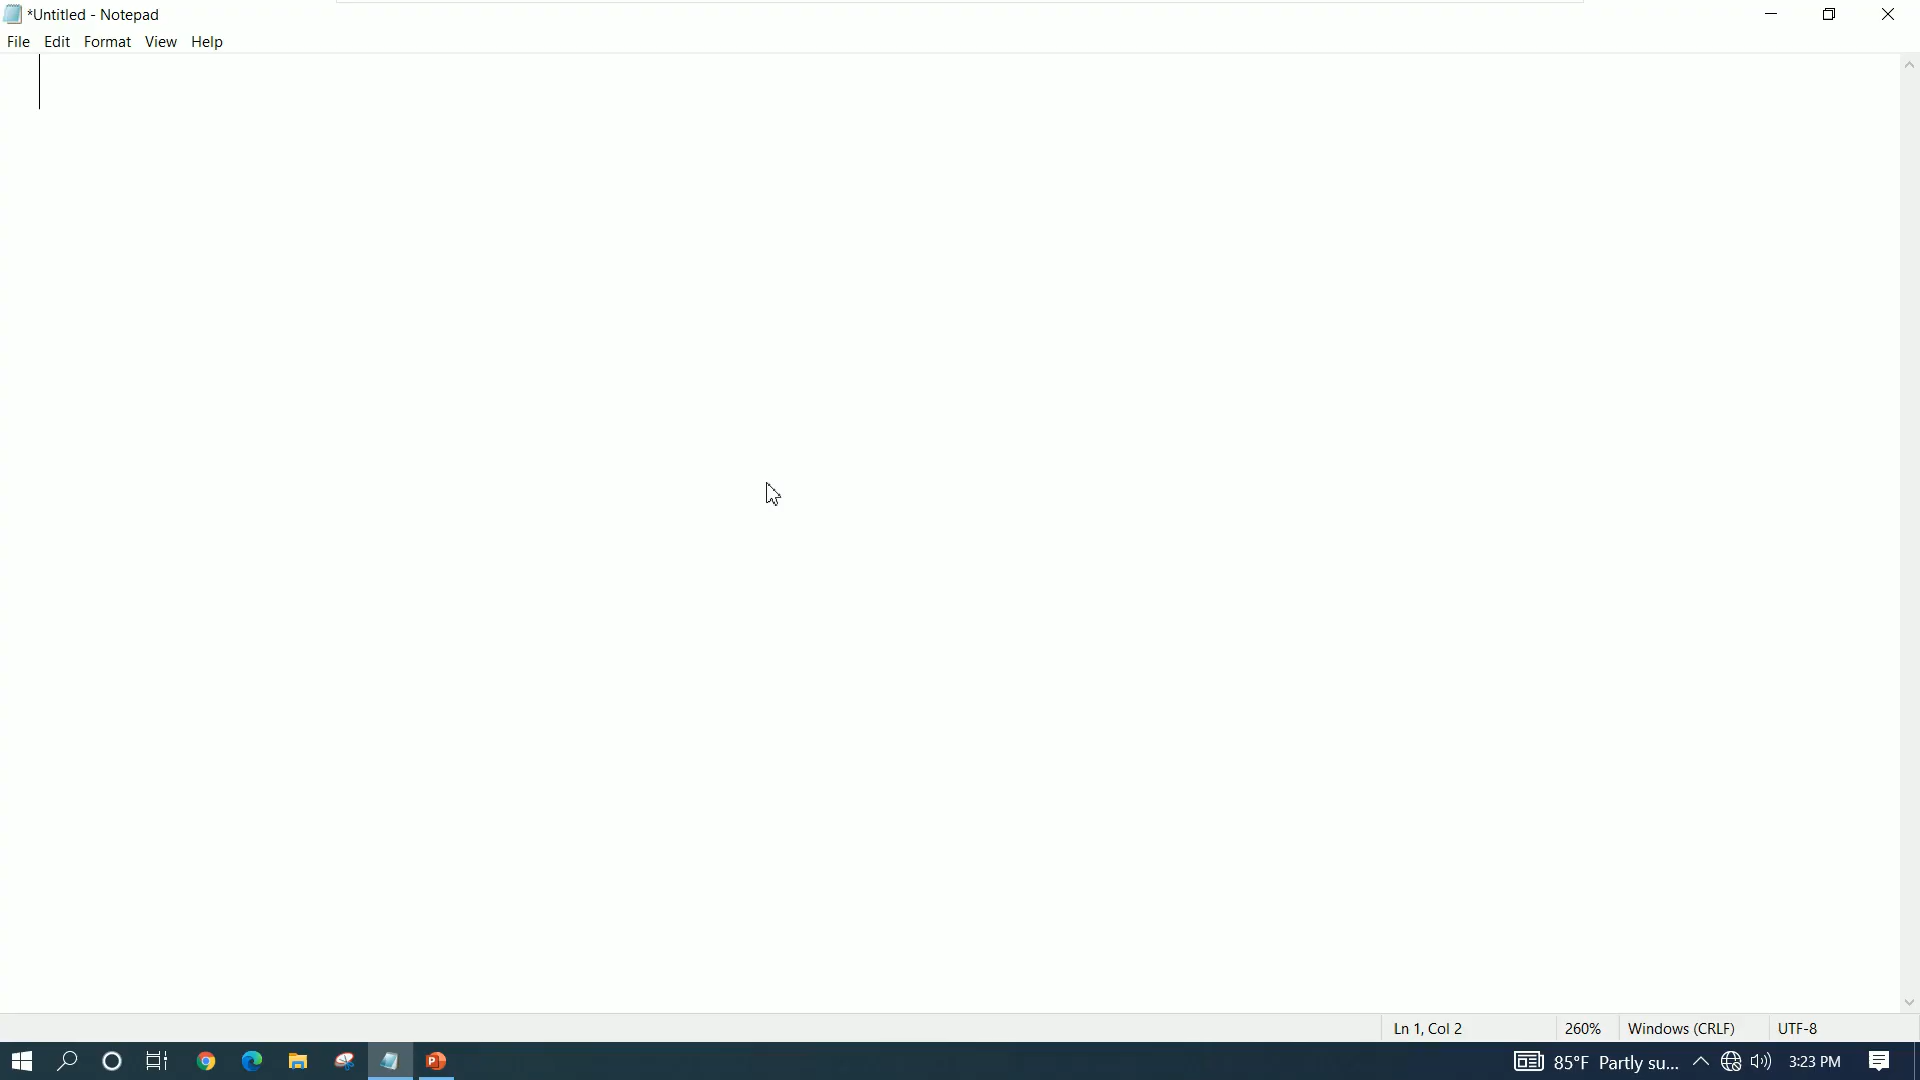 *Untitled - Notepad
File Edit Format View Help
Ln 1, Col 2 260% Windows (CRLF) UTF-8
85°F Partly su... 3:23 PM